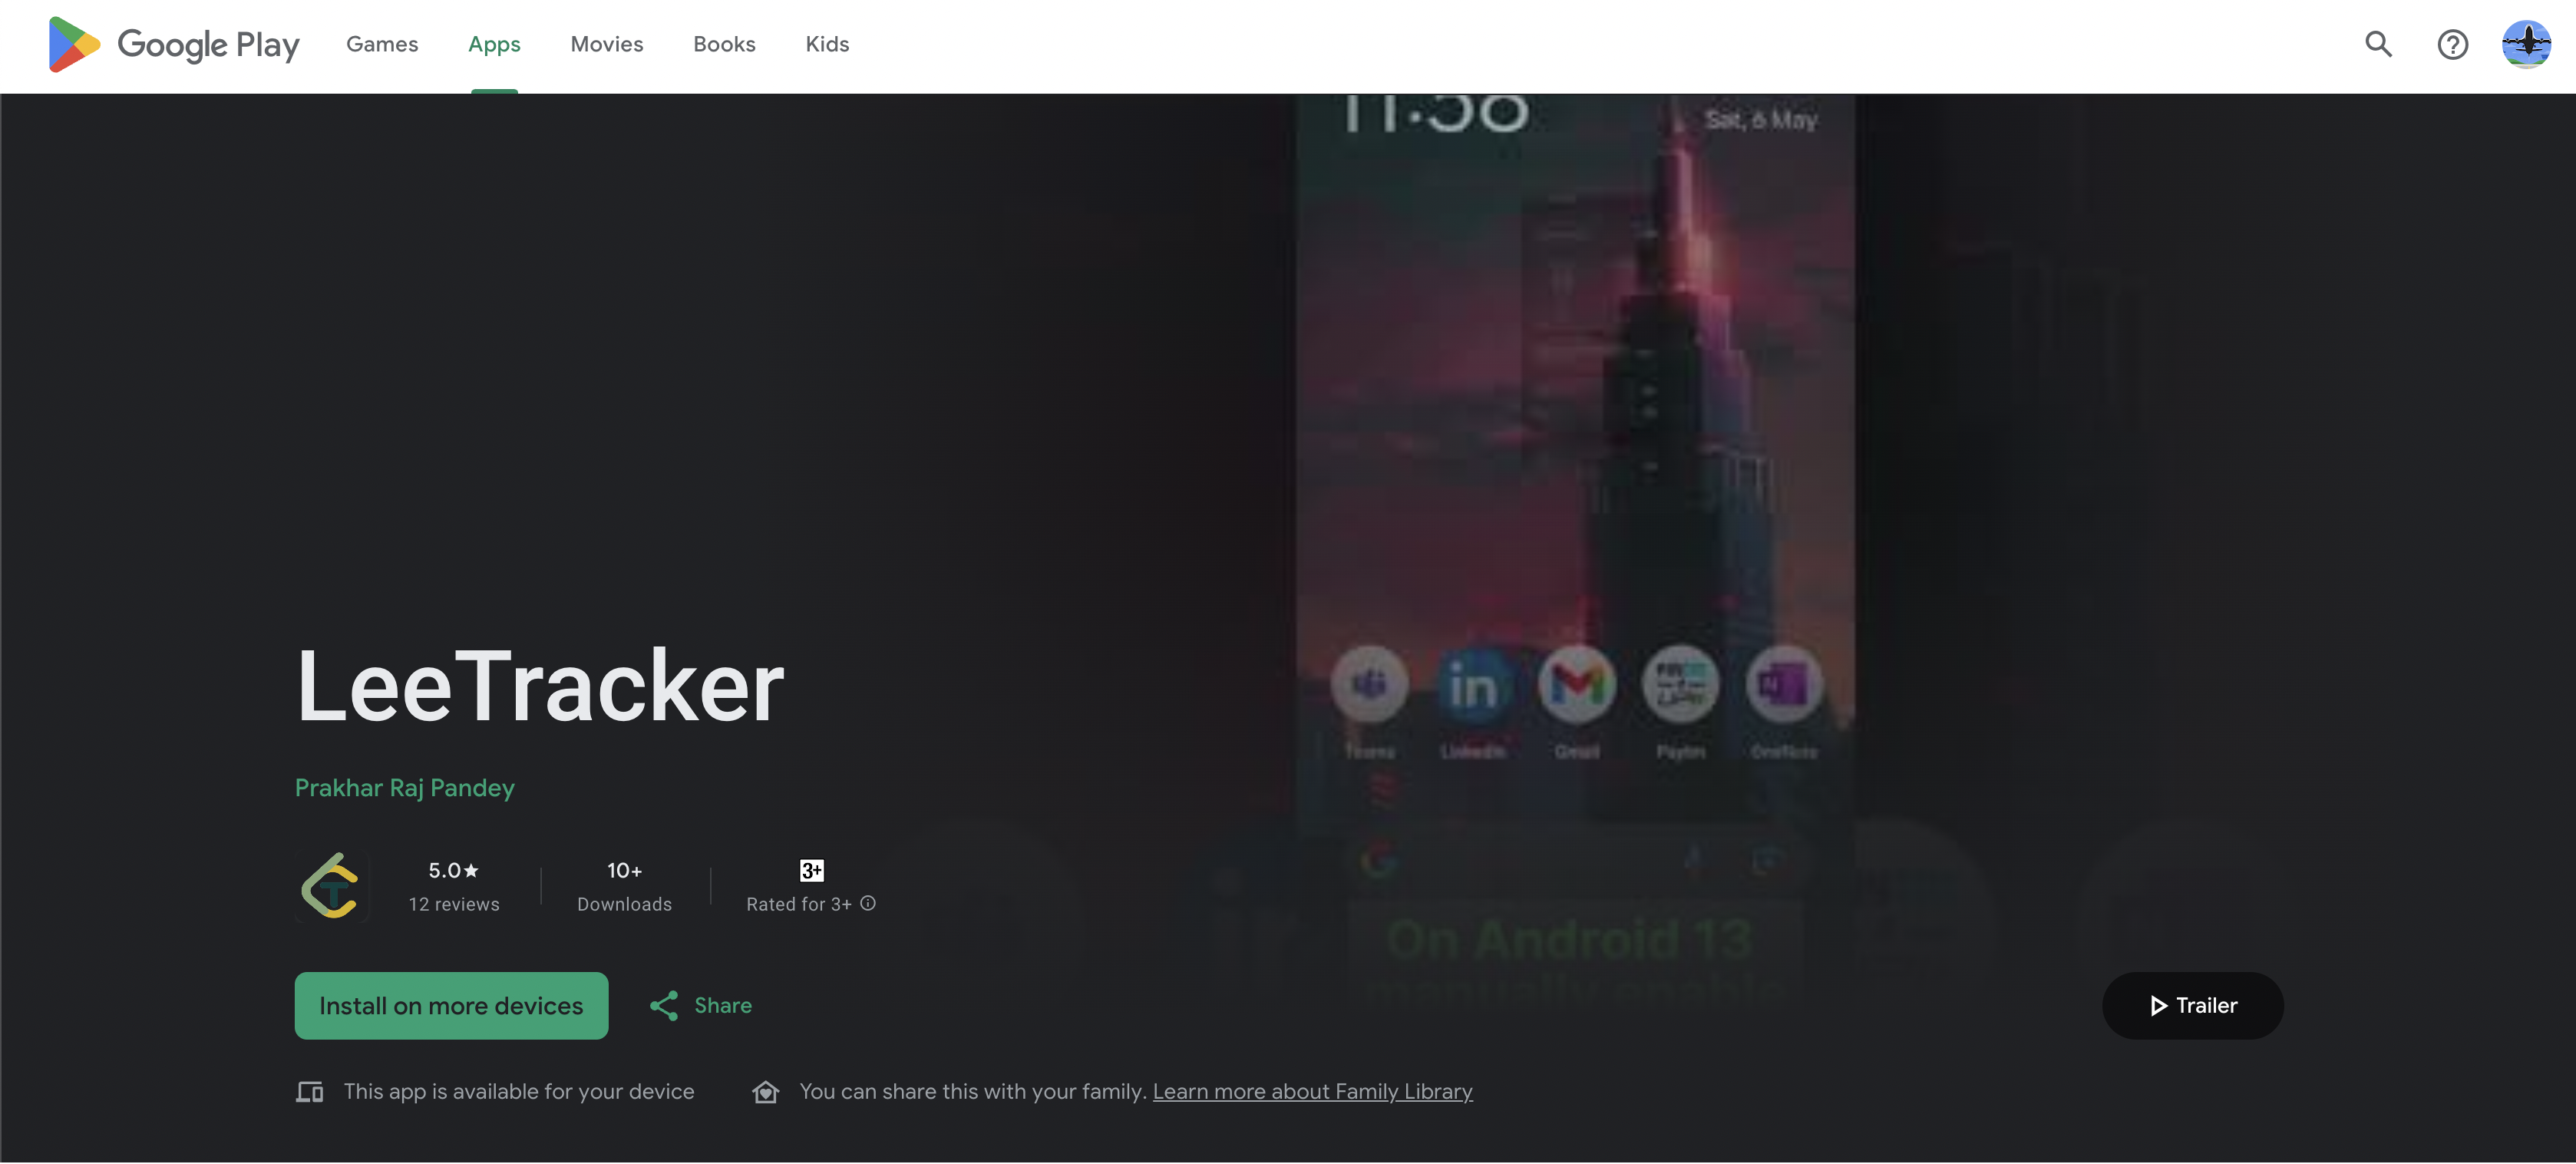 Google Play Games Apps Movies Books Kids
11:58
Sat, 6 May
LeeTracker
Teams LinkedIn Gmail Paytm OneNote
Prakhar Raj Pandey
5.0★ 10+ 3+
12 reviews Downloads Rated for 3+
On Android 13
manually enable
Install on more devices Share Trailer
This app is available for your device You can share this with your family. Learn more about Family Library